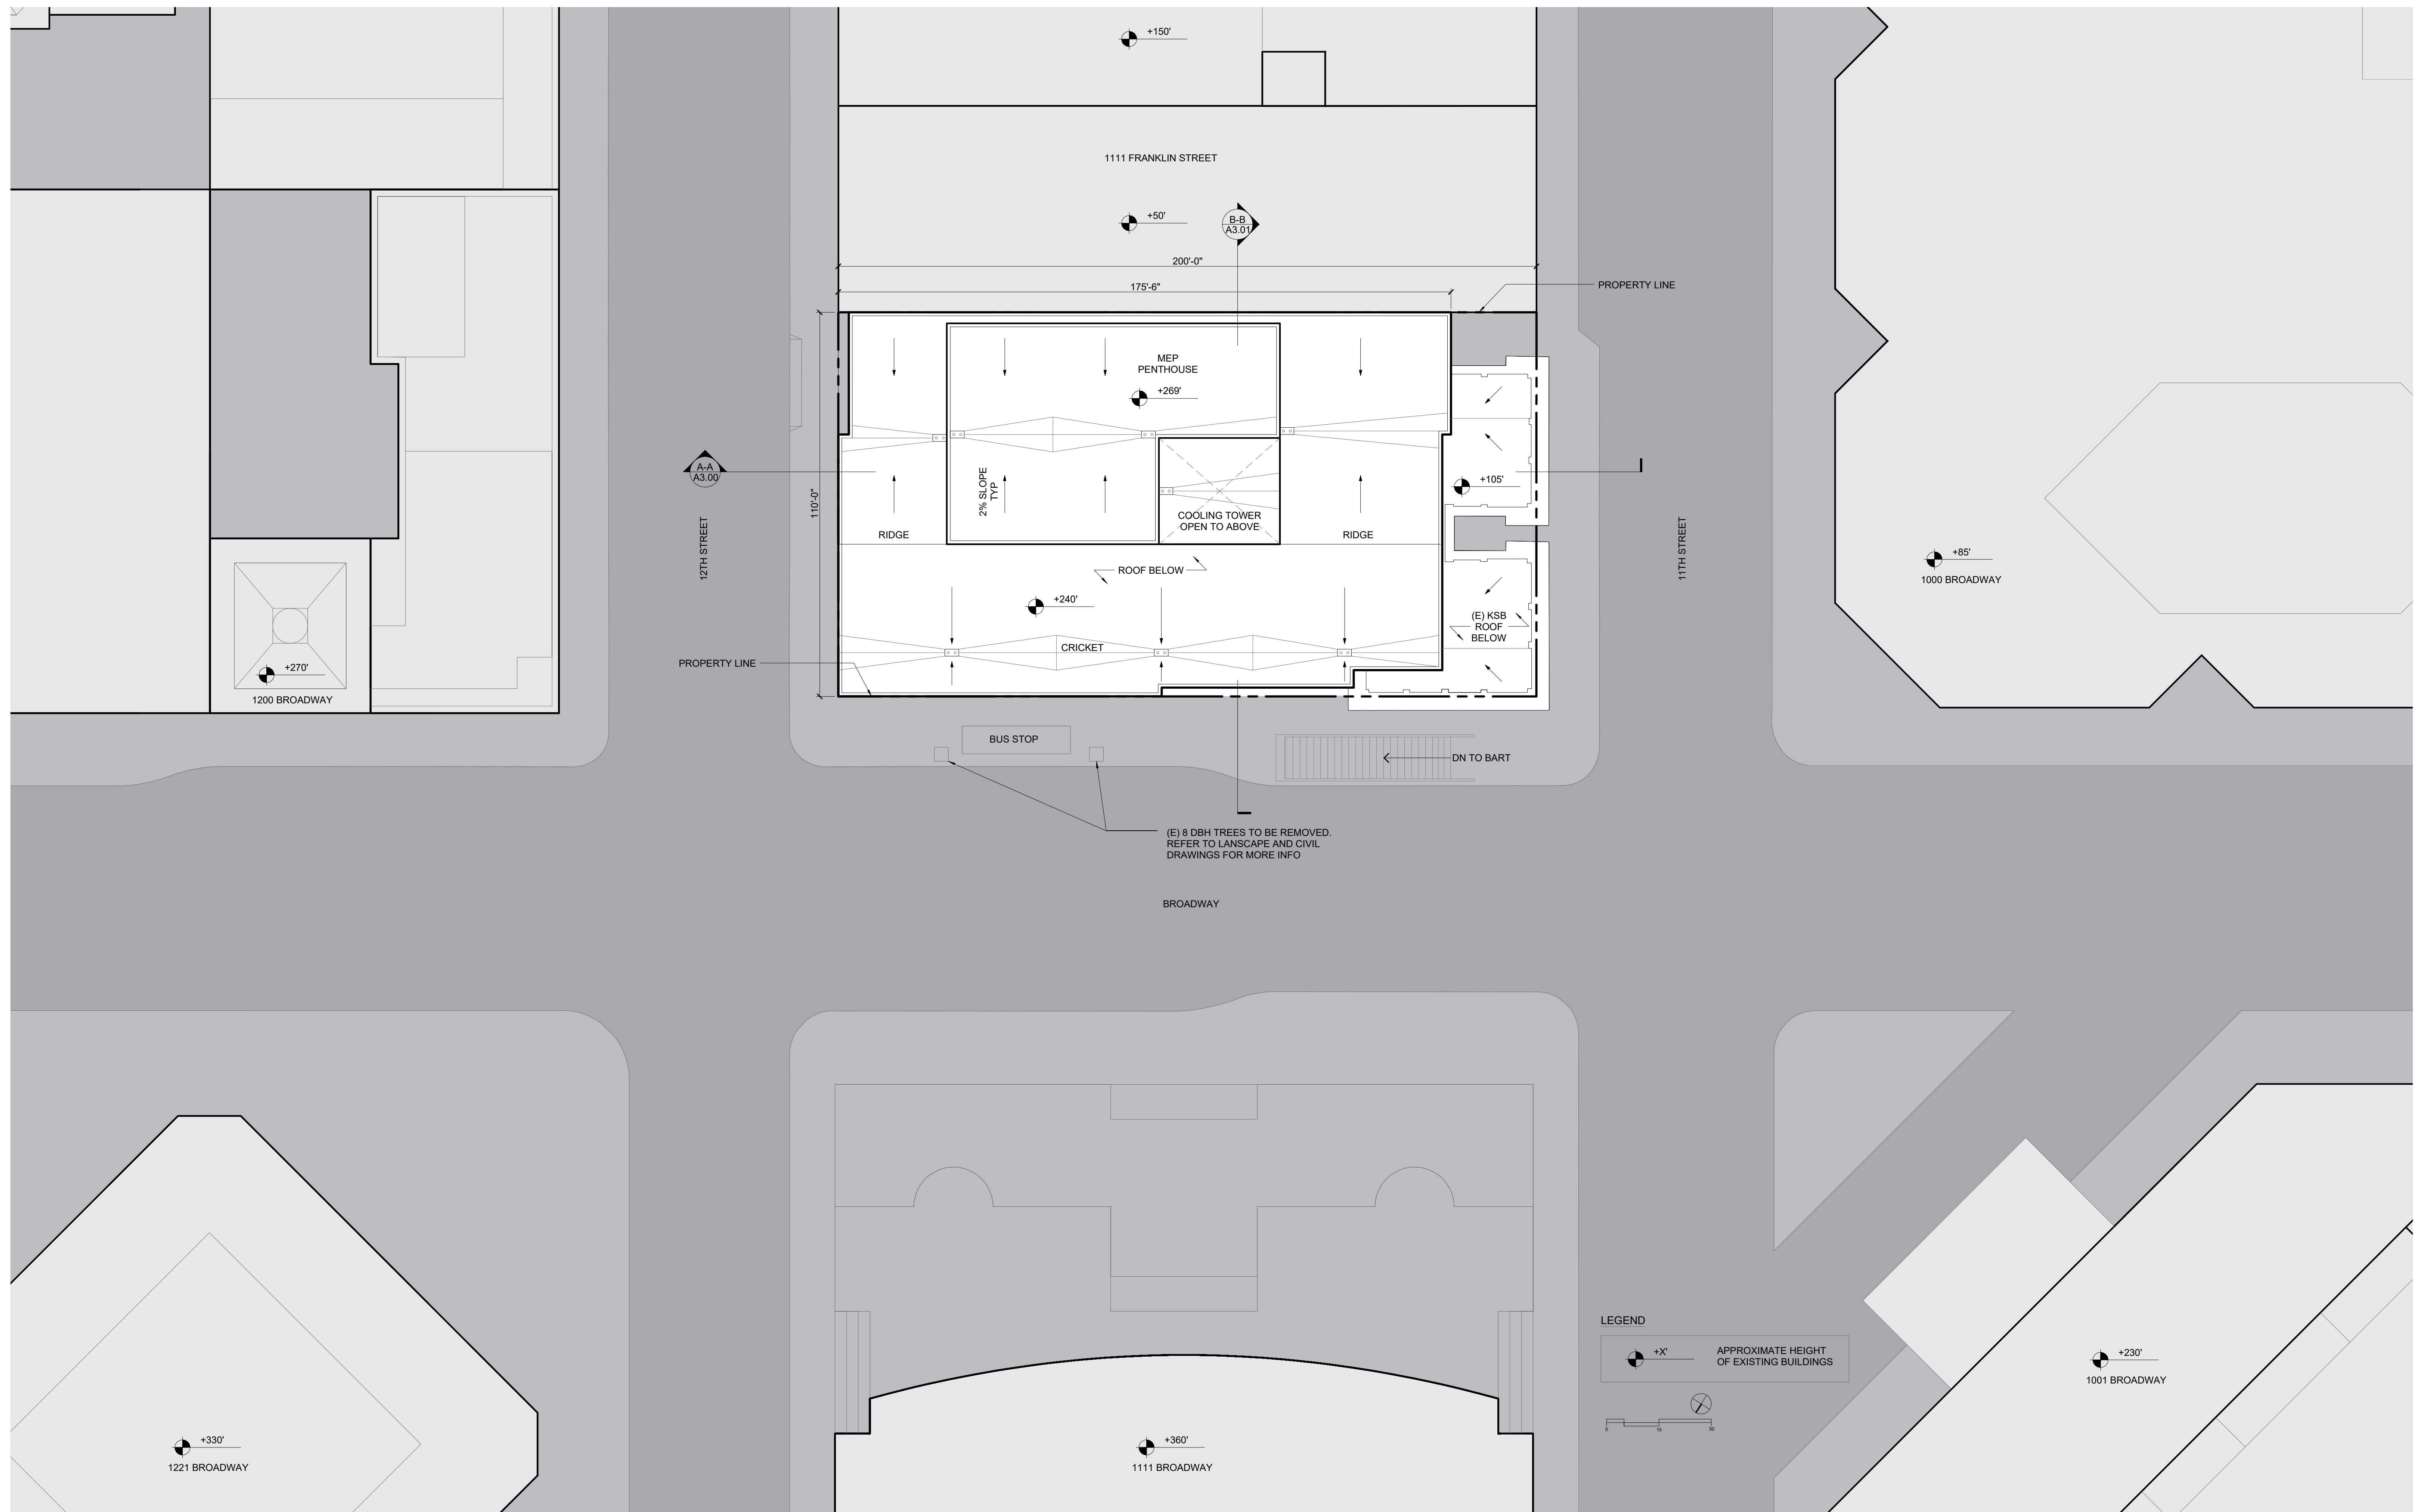 +150'
1111 FRANKLIN STREET
+50'
B-B
A3.01
200'-0"
175'-6"
PROPERTY LINE
MEP
PENTHOUSE
+269'
110'-0"
A-A
A3.00
2% SLOPE
TYP
+105'
COOLING TOWER
OPEN TO ABOVE
RIDGE
RIDGE
12TH STREET
11TH STREET
+85'
1000 BROADWAY
ROOF BELOW
+240'
(E) KSB
ROOF
BELOW
CRICKET
PROPERTY LINE
+270'
1200 BROADWAY
BUS STOP
DN TO BART
(E) 8 DBH TREES TO BE REMOVED.
REFER TO LANSCAPE AND CIVIL
DRAWINGS FOR MORE INFO
BROADWAY
LEGEND
+X'
APPROXIMATE HEIGHT
OF EXISTING BUILDINGS
0 15 30
+230'
1001 BROADWAY
+330'
1221 BROADWAY
+360'
1111 BROADWAY